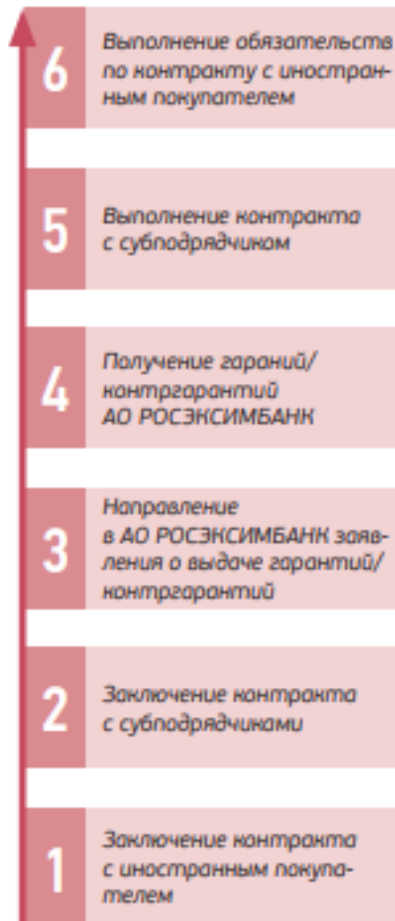 6
Выполнение обязательств
по контракту с иностран-
ным покупателем
5
Выполнение контракта
с субподрядчиком
4
Получение гараний/
контргарантий
АО РОСЭКСИМБАНК
3
Направление
в АО РОСЭКСИМБАНК заяв-
ления о выдаче гарантий/
контргарантий
2
Заключение контракта
с субподрядчиками
1
Заключение контракта
с иностранным покупа-
телем